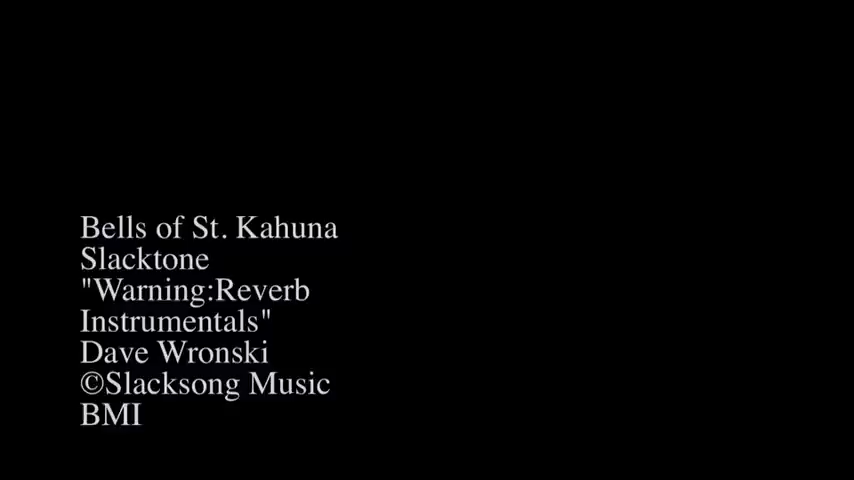 Bells of St. Kahuna
Slacktone
"Warning:Reverb
Instrumentals"
Dave Wronski
©Slacksong Music
BMI